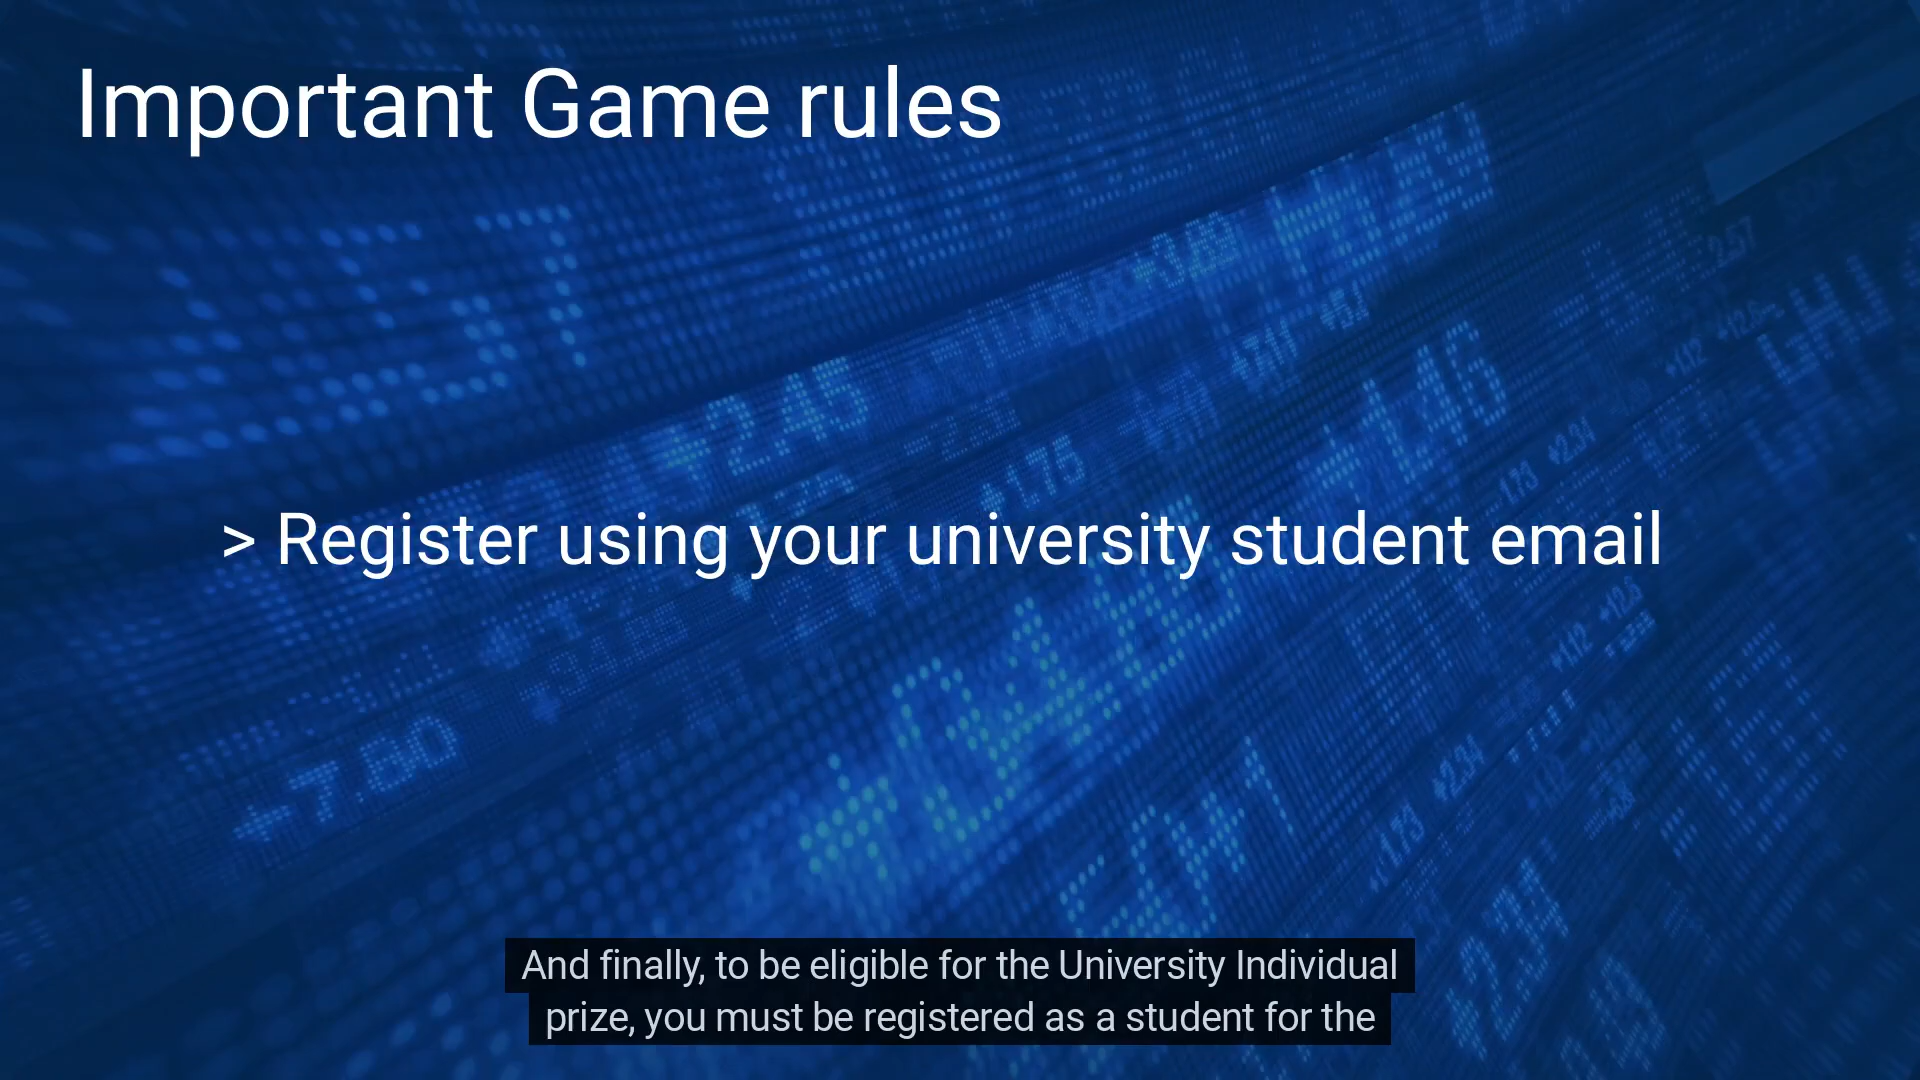 Important Game rules
> Register using your university student email
And finally, to be eligible for the University Individual
prize, you must be registered as a student for the